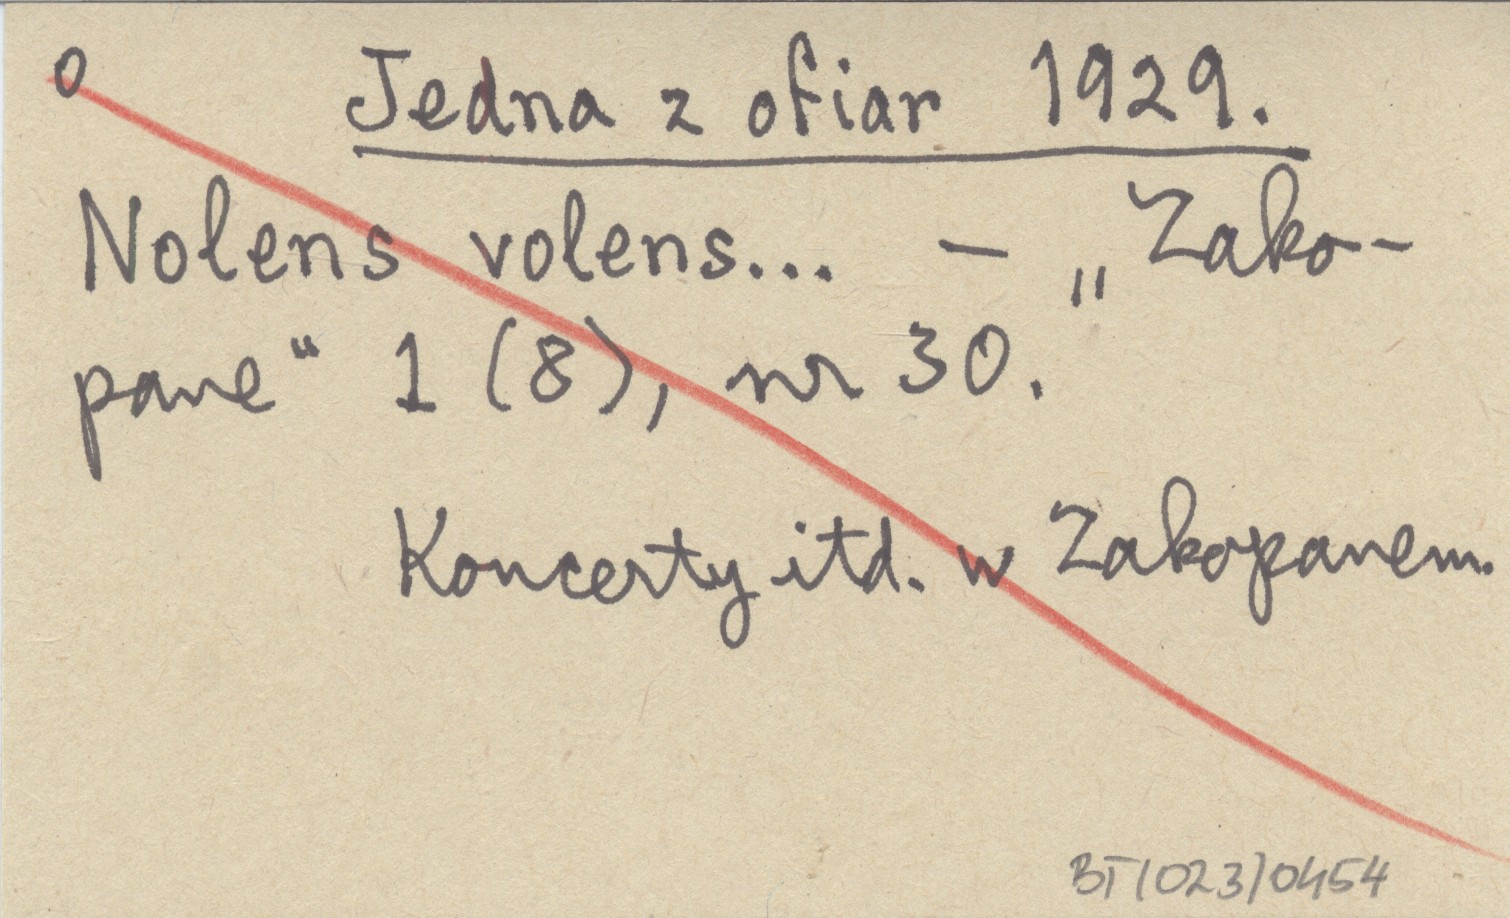 o Jedna z ofiar 1929.
Nolens volens... – „Zako-
pane“ 1 (8), nr 30.
Koncerty itd. w Zakopanem.
BT/023/0454